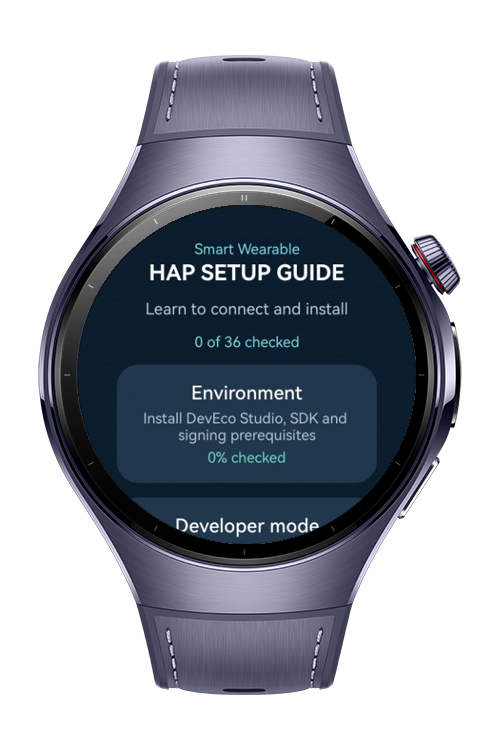 Smart Wearable
HAP SETUP GUIDE
Learn to connect and install
0 of 36 checked
Environment
Install DevEco Studio, SDK and
signing prerequisites
0% checked
Developer mode